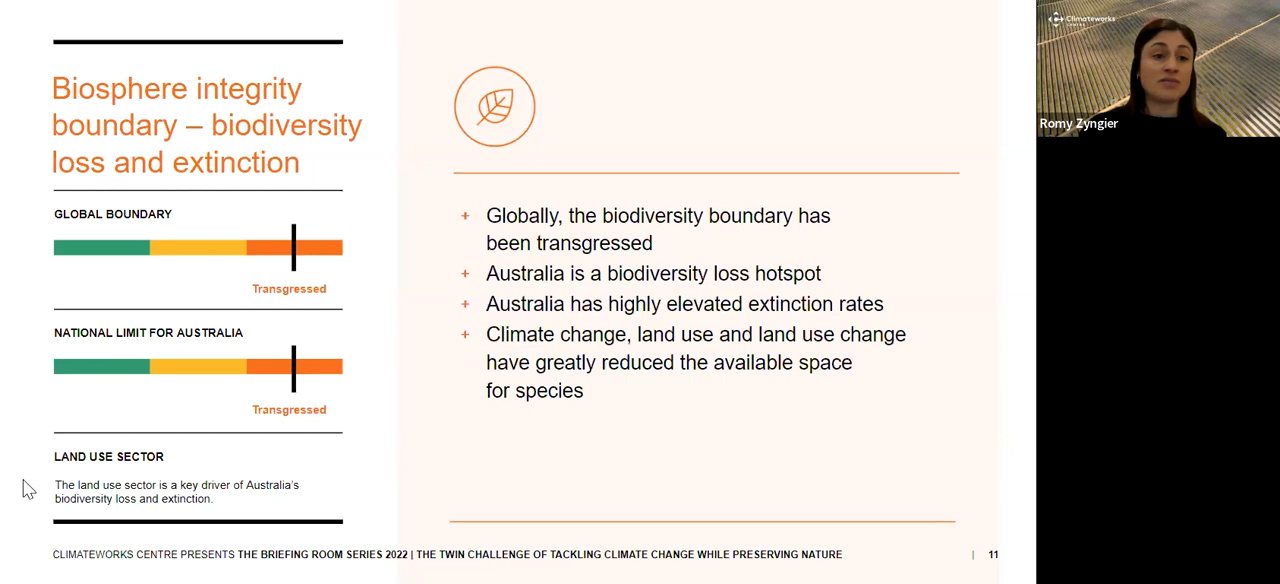 Biosphere integrity
boundary – biodiversity
loss and extinction
GLOBAL BOUNDARY
Transgressed
NATIONAL LIMIT FOR AUSTRALIA
Transgressed
LAND USE SECTOR
The land use sector is a key driver of Australia's
biodiversity loss and extinction.
+ Globally, the biodiversity boundary has
been transgressed
+ Australia is a biodiversity loss hotspot
+ Australia has highly elevated extinction rates
+ Climate change, land use and land use change
have greatly reduced the available space
for species
CLIMATEWORKS CENTRE PRESENTS THE BRIEFING ROOM SERIES 2022 | THE TWIN CHALLENGE OF TACKLING CLIMATE CHANGE WHILE PRESERVING NATURE | 11
Climateworks
CENTRE
Romy Zyngier